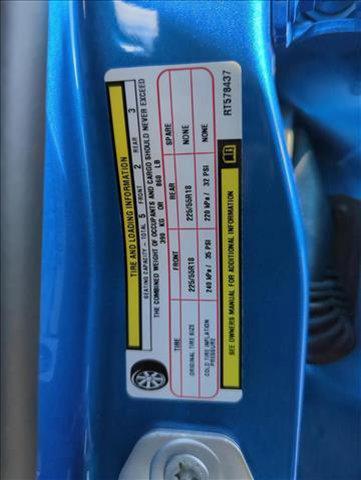 TIRE AND LOADING INFORMATION
SEATING CAPACITY - TOTAL 5 FRONT 2 REAR 3
THE COMBINED WEIGHT OF OCCUPANTS AND CARGO SHOULD NEVER EXCEED
390 KG OR 860 LB
TIRE FRONT REAR SPARE
ORIGINAL TIRE SIZE 225/55R18 225/55R18 NONE
COLD TIRE INFLATION PRESSURE 240 kPa / 35 PSI 220 kPa / 32 PSI NONE
SEE OWNERS MANUAL FOR ADDITIONAL INFORMATION
RT578437